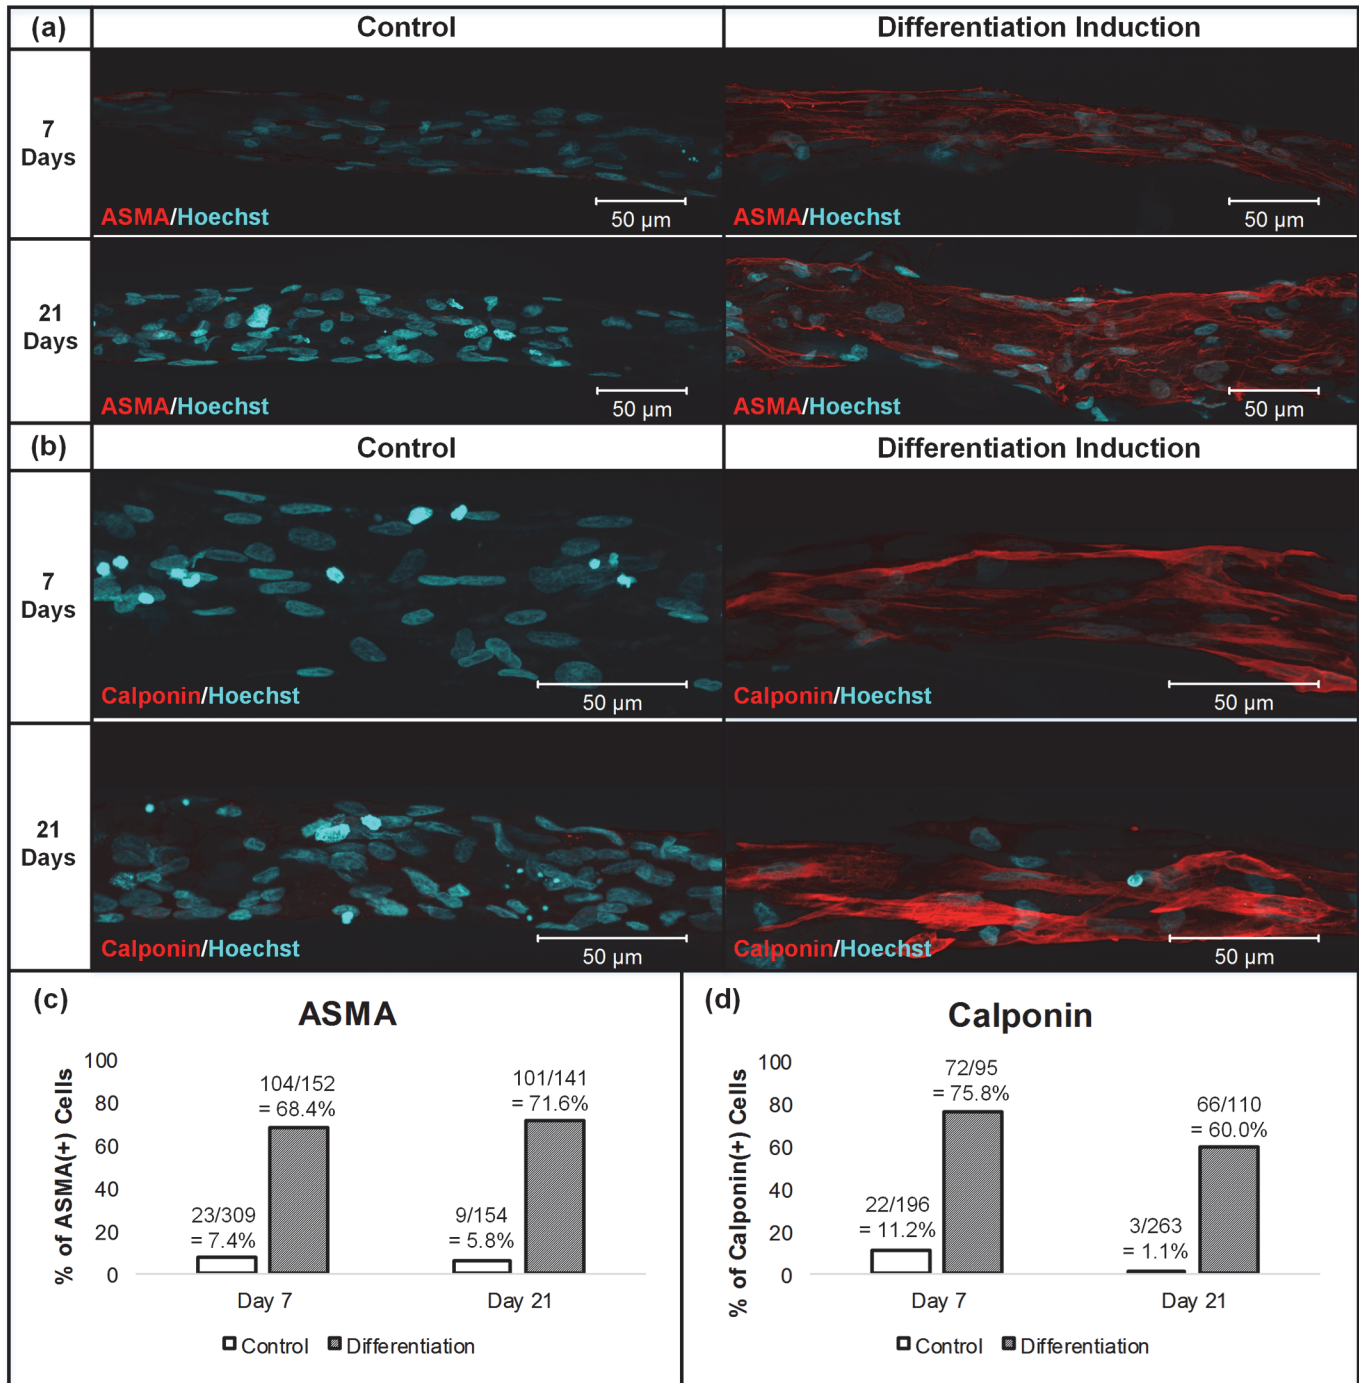 (a)
Control
Differentiation Induction
7
Days
ASMA/Hoechst
50 µm
ASMA/Hoechst
50 µm
21
Days
ASMA/Hoechst
50 µm
ASMA/Hoechst
50 µm
(b)
Control
Differentiation Induction
7
Days
Calponin/Hoechst
50 µm
Calponin/Hoechst
50 µm
21
Days
Calponin/Hoechst
50 µm
Calponin/Hoechst
50 µm
(c)
ASMA
% of ASMA(+) Cells
100
80
60
40
20
0
23/309
= 7.4%
104/152
= 68.4%
9/154
= 5.8%
101/141
= 71.6%
Day 7
Day 21
Control
Differentiation
(d)
Calponin
% of Calponin(+) Cells
100
80
60
40
20
0
22/196
= 11.2%
72/95
= 75.8%
3/263
= 1.1%
66/110
= 60.0%
Day 7
Day 21
Control
Differentiation